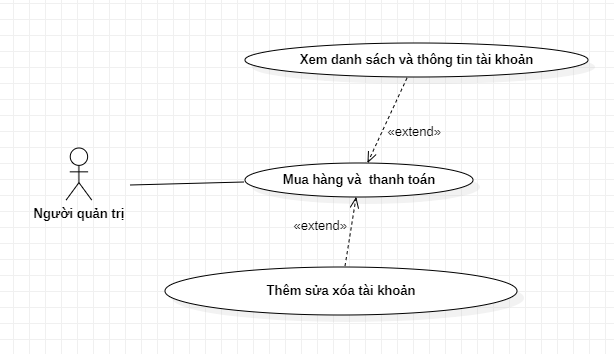 Xem danh sách và thông tin tài khoản
«extend»
Mua hàng và thanh toán
Người quản trị
«extend»
Thêm sửa xóa tài khoản